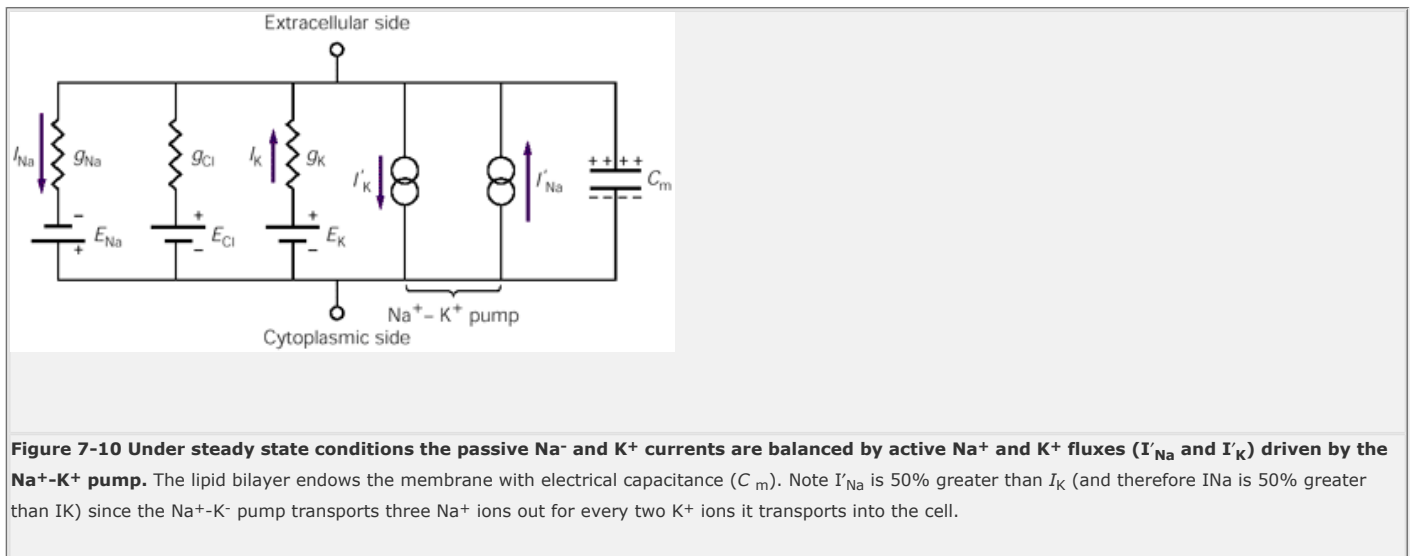 Extracellular side
I_Na g_Na g_Cl I_K g_K I′_K I′_Na + + + + C_m
- - - -
- + +
E_Na E_Cl E_K
+ - -
Na⁺– K⁺ pump
Cytoplasmic side
Figure 7-10 Under steady state conditions the passive Na⁻ and K⁺ currents are balanced by active Na⁺ and K⁺ fluxes (I′_Na and I′_K) driven by the
Na⁺-K⁺ pump. The lipid bilayer endows the membrane with electrical capacitance (C _m). Note I′_Na is 50% greater than I_K (and therefore INa is 50% greater
than IK) since the Na⁺-K⁻ pump transports three Na⁺ ions out for every two K⁺ ions it transports into the cell.